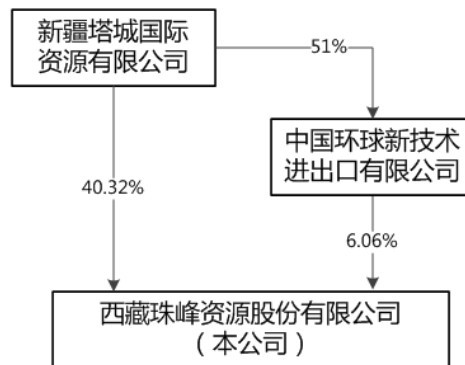 新疆塔城国际
资源有限公司
51%
中国环球新技术
进出口有限公司
40.32%
6.06%
西藏珠峰资源股份有限公司
（本公司）